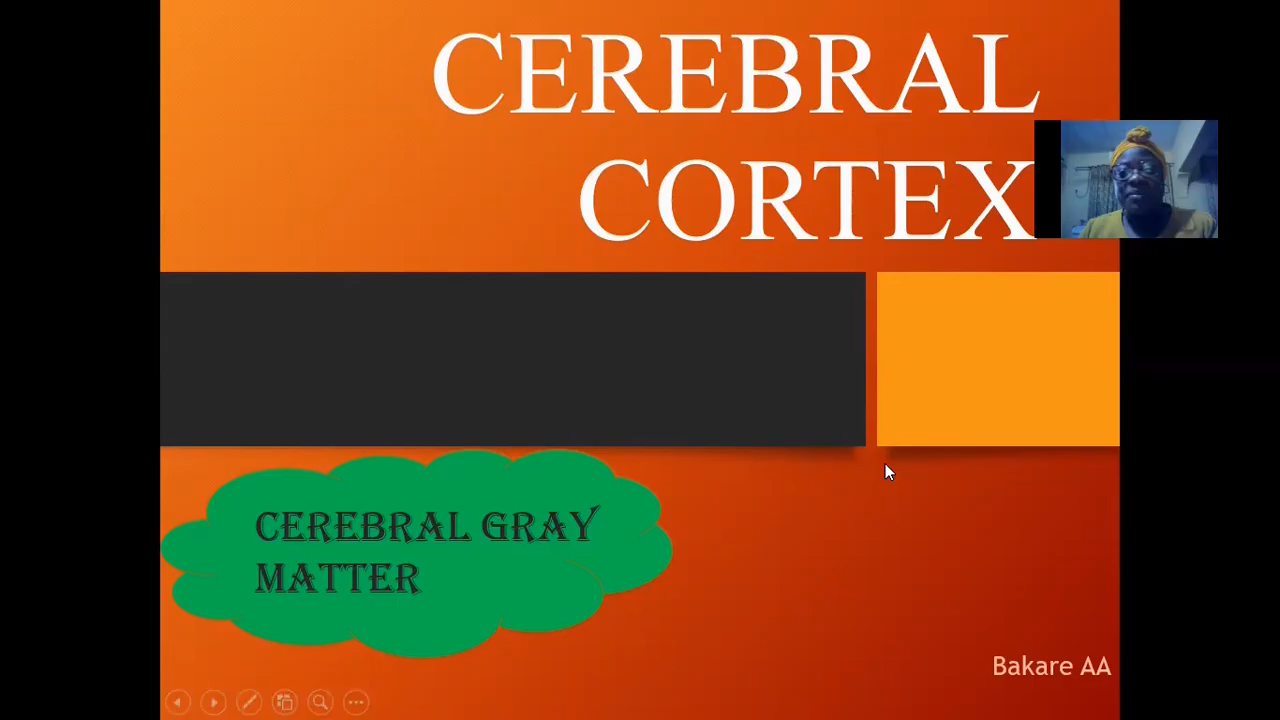 CEREBRAL
CORTEX
CEREBRAL GRAY
MATTER
Bakare AA